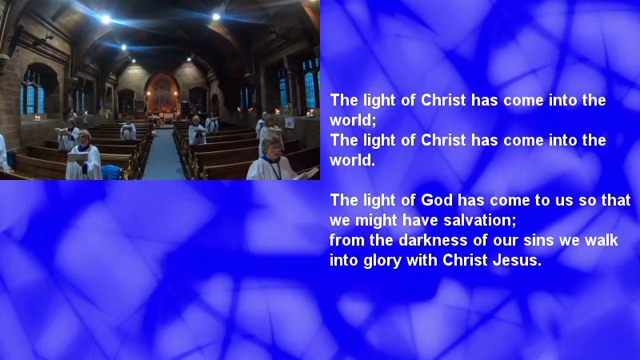 The light of Christ has come into the
world;
The light of Christ has come into the
world.
The light of God has come to us so that
we might have salvation;
from the darkness of our sins we walk
into glory with Christ Jesus.